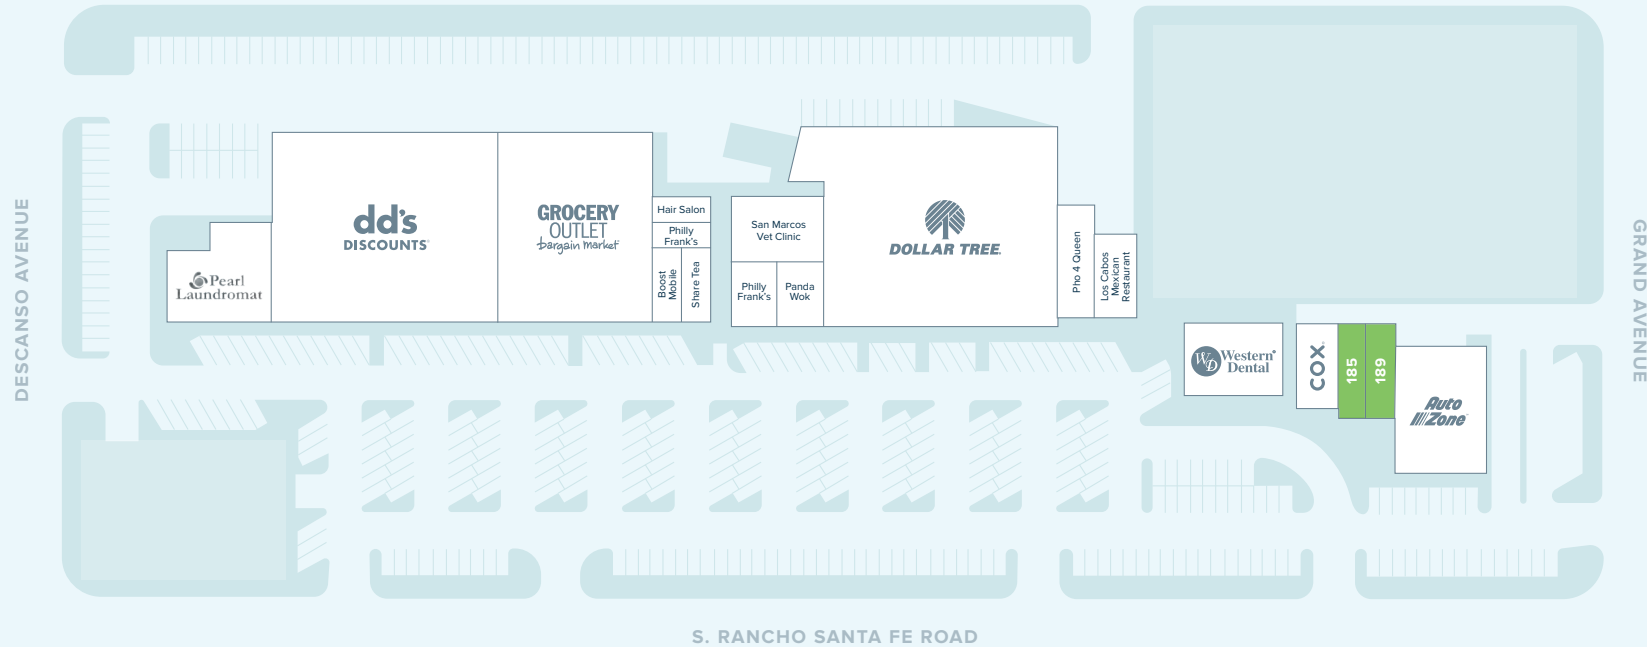 DESCANSO AVENUE
Pearl
Laundromat
dd's
DISCOUNTS
GROCERY
OUTLET
bargain market
Hair Salon
Philly
Frank's
Boost
Mobile
Share Tea
San Marcos
Vet Clinic
Philly
Frank's
Panda
Wok
DOLLAR TREE
Pho 4 Queen
Los Cabos
Mexican
Restaurant
WD Western
Dental
COX
185
189
Auto
Zone
GRAND AVENUE
S. RANCHO SANTA FE ROAD